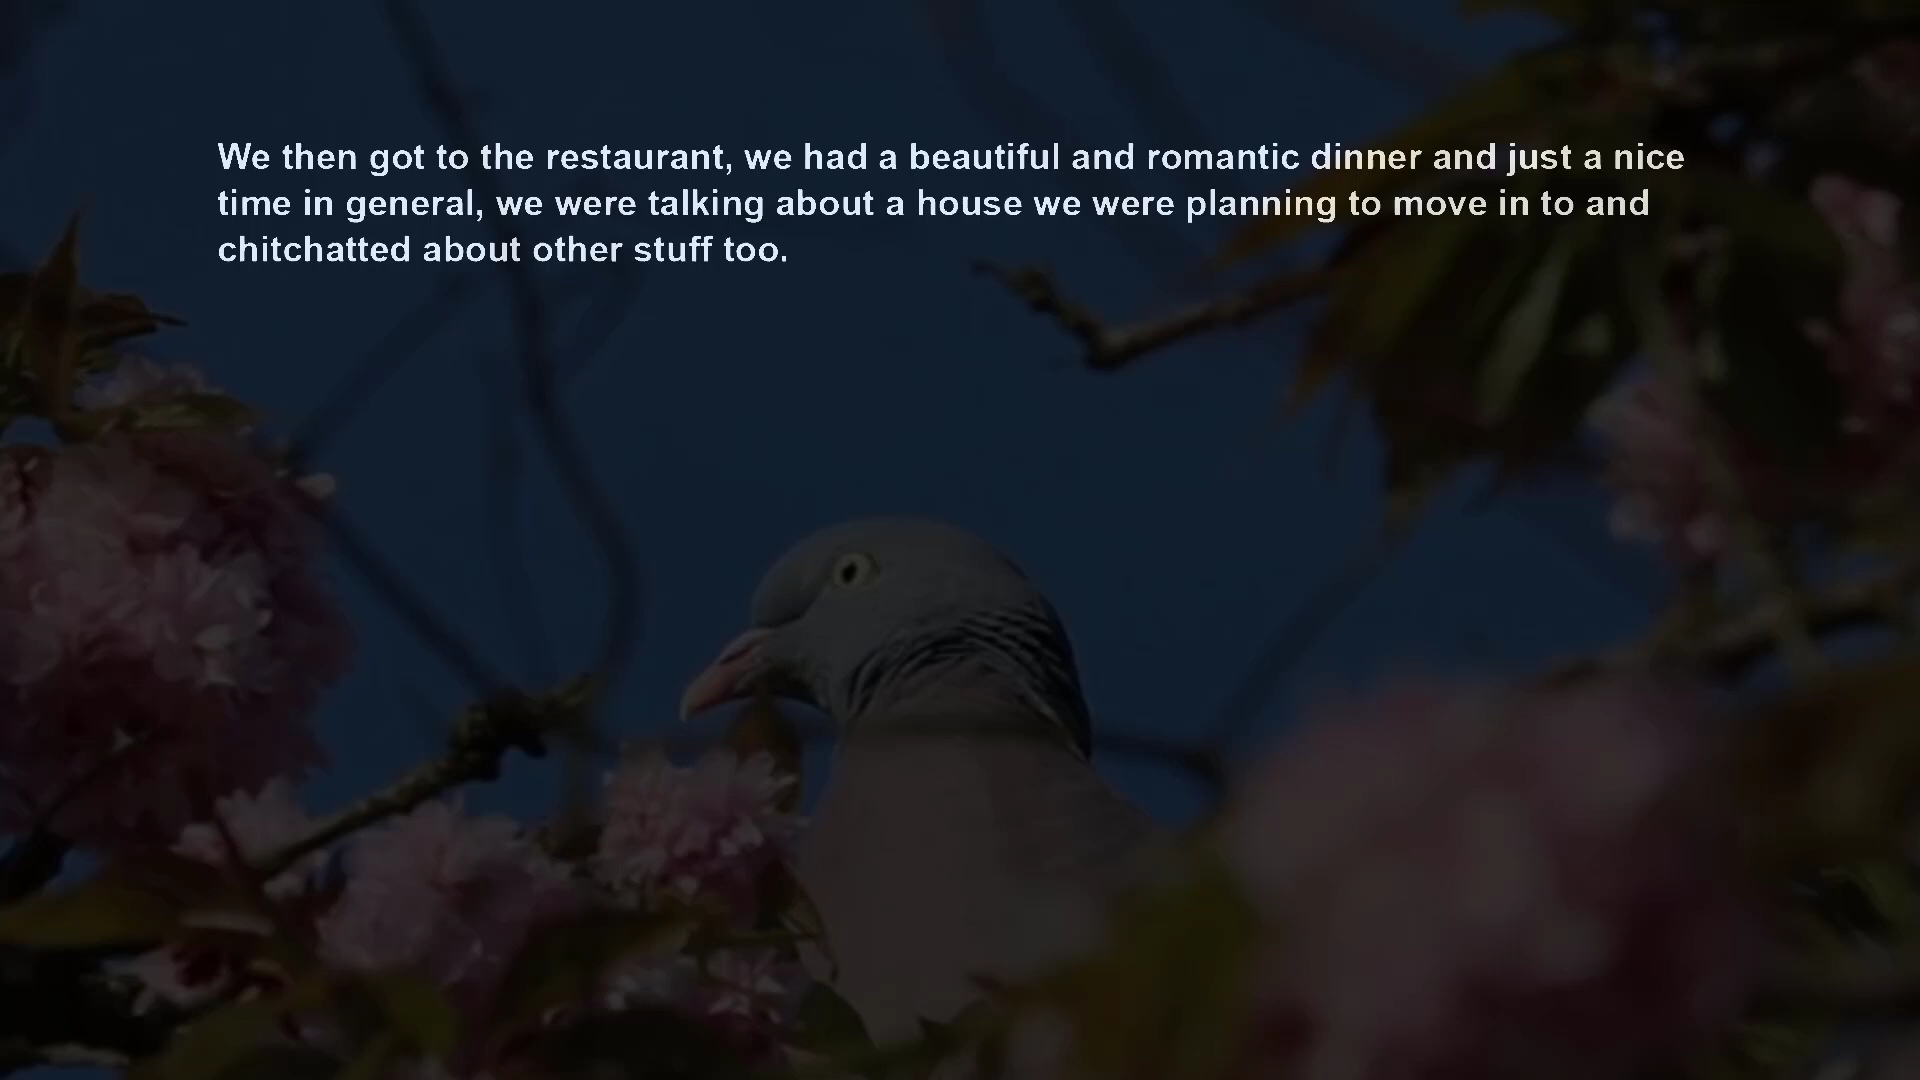 We then got to the restaurant, we had a beautiful and romantic dinner and just a nice
time in general, we were talking about a house we were planning to move in to and
chitchatted about other stuff too.